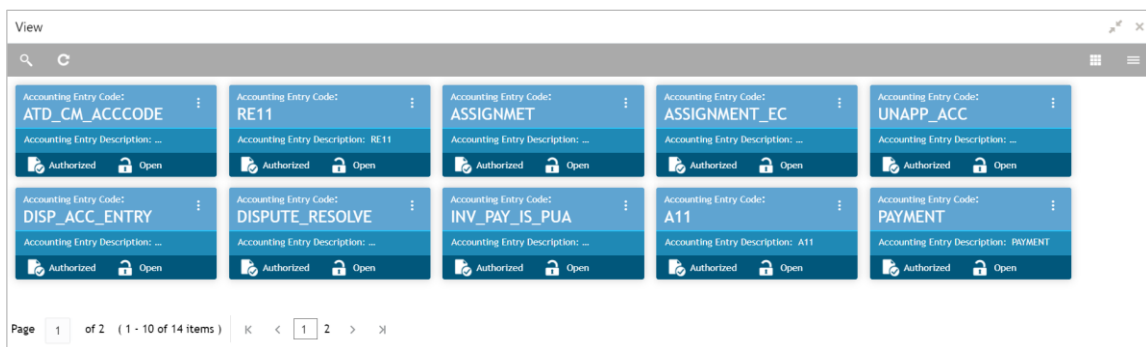 View
Accounting Entry Code:
ATD_CM_ACCCODE
Accounting Entry Description: ...
Authorized Open
Accounting Entry Code:
RE11
Accounting Entry Description: RE11
Authorized Open
Accounting Entry Code:
ASSIGNMET
Accounting Entry Description: ...
Authorized Open
Accounting Entry Code:
ASSIGNMENT_EC
Accounting Entry Description: ...
Authorized Open
Accounting Entry Code:
UNAPP_ACC
Accounting Entry Description: ...
Authorized Open
Accounting Entry Code:
DISP_ACC_ENTRY
Accounting Entry Description: ...
Authorized Open
Accounting Entry Code:
DISPUTE_RESOLVE
Accounting Entry Description: ...
Authorized Open
Accounting Entry Code:
INV_PAY_IS_PUA
Accounting Entry Description: ...
Authorized Open
Accounting Entry Code:
A11
Accounting Entry Description: A11
Authorized Open
Accounting Entry Code:
PAYMENT
Accounting Entry Description: PAYMENT
Authorized Open
Page 1 of 2 ( 1 - 10 of 14 items ) 1 2